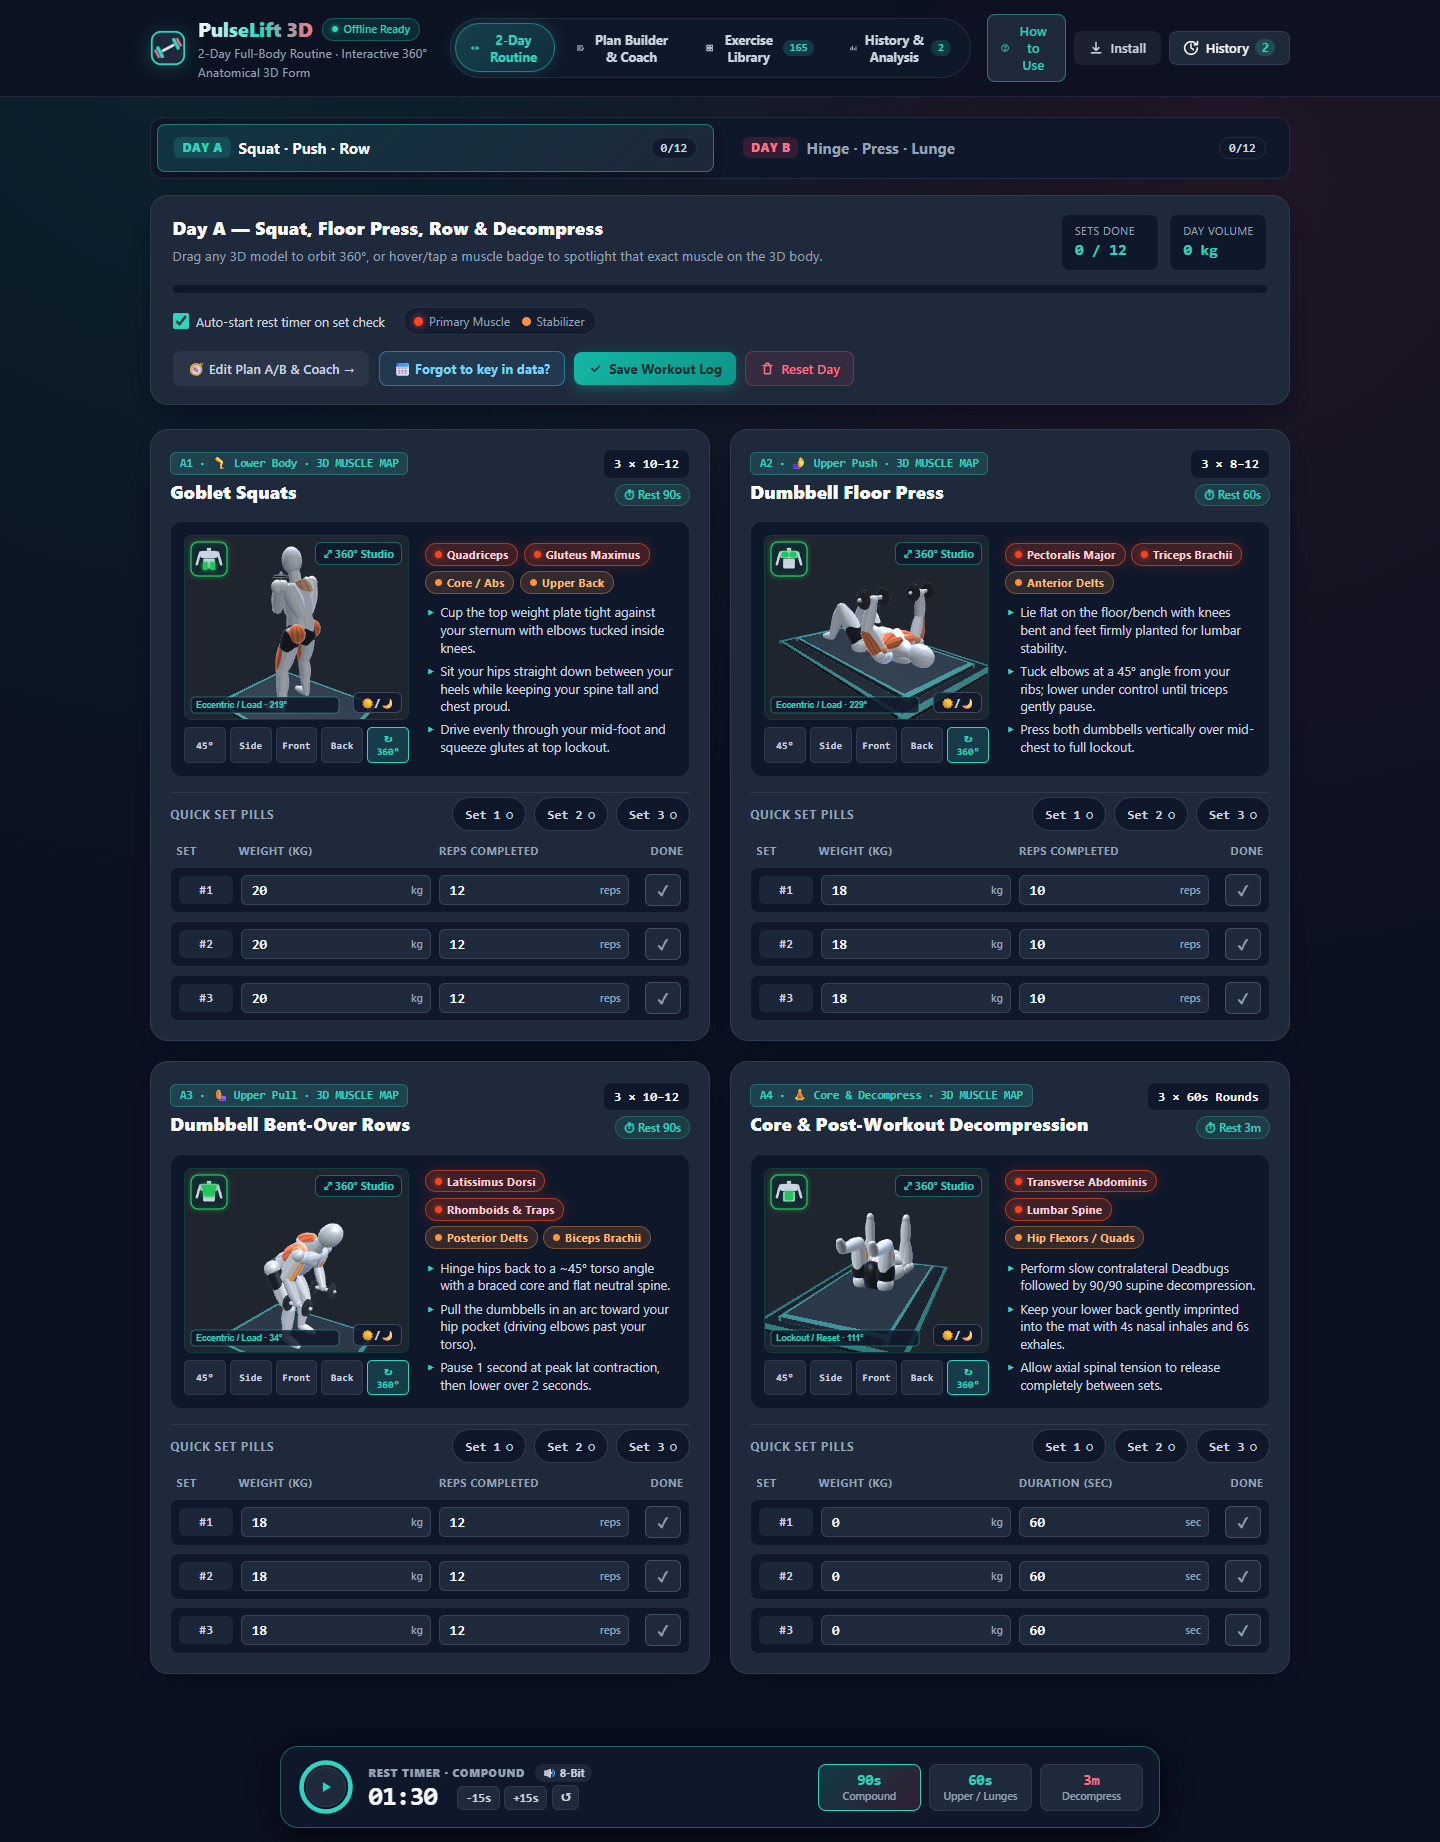 PulseLift 3D
Offline Ready
2-Day Full-Body Routine · Interactive 360°
Anatomical 3D Form
2-Day
Routine
Plan Builder
& Coach
Exercise
Library
165
History &
Analysis
2
How
to
Use
Install
History 2
DAY A Squat · Push · Row 0/12
DAY B Hinge · Press · Lunge 0/12
Day A — Squat, Floor Press, Row & Decompress
Drag any 3D model to orbit 360°, or hover/tap a muscle badge to spotlight that exact muscle on the 3D body.
SETS DONE
0 / 12
DAY VOLUME
0 kg
Auto-start rest timer on set check
Primary Muscle
Stabilizer
Edit Plan A/B & Coach →
Forgot to key in data?
Save Workout Log
Reset Day
A1 · Lower Body · 3D MUSCLE MAP
3 × 10–12
Goblet Squats
Rest 90s
360° Studio
Eccentric / Load · 219°
45°
Side
Front
Back
↻
360°
Quadriceps
Gluteus Maximus
Core / Abs
Upper Back
Cup the top weight plate tight against
your sternum with elbows tucked inside
knees.
Sit your hips straight down between your
heels while keeping your spine tall and
chest proud.
Drive evenly through your mid-foot and
squeeze glutes at top lockout.
QUICK SET PILLS
Set 1 ○
Set 2 ○
Set 3 ○
SET WEIGHT (KG) REPS COMPLETED DONE
#1 20 kg 12 reps ✓
#2 20 kg 12 reps ✓
#3 20 kg 12 reps ✓
A2 · Upper Push · 3D MUSCLE MAP
3 × 8–12
Dumbbell Floor Press
Rest 60s
360° Studio
Eccentric / Load · 229°
45°
Side
Front
Back
↻
360°
Pectoralis Major
Triceps Brachii
Anterior Delts
Lie flat on the floor/bench with knees
bent and feet firmly planted for lumbar
stability.
Tuck elbows at a 45° angle from your
ribs; lower under control until triceps
gently pause.
Press both dumbbells vertically over mid-
chest to full lockout.
QUICK SET PILLS
Set 1 ○
Set 2 ○
Set 3 ○
SET WEIGHT (KG) REPS COMPLETED DONE
#1 18 kg 10 reps ✓
#2 18 kg 10 reps ✓
#3 18 kg 10 reps ✓
A3 · Upper Pull · 3D MUSCLE MAP
3 × 10–12
Dumbbell Bent-Over Rows
Rest 90s
360° Studio
Eccentric / Load · 34°
45°
Side
Front
Back
↻
360°
Latissimus Dorsi
Rhomboids & Traps
Posterior Delts
Biceps Brachii
Hinge hips back to a ~45° torso angle
with a braced core and flat neutral spine.
Pull the dumbbells in an arc toward your
hip pocket (driving elbows past your
torso).
Pause 1 second at peak lat contraction,
then lower over 2 seconds.
QUICK SET PILLS
Set 1 ○
Set 2 ○
Set 3 ○
SET WEIGHT (KG) REPS COMPLETED DONE
#1 18 kg 12 reps ✓
#2 18 kg 12 reps ✓
#3 18 kg 12 reps ✓
A4 · Core & Decompress · 3D MUSCLE MAP
3 × 60s Rounds
Core & Post-Workout Decompression
Rest 3m
360° Studio
Lockout / Reset · 111°
45°
Side
Front
Back
↻
360°
Transverse Abdominis
Lumbar Spine
Hip Flexors / Quads
Perform slow contralateral Deadbugs
followed by 90/90 supine decompression.
Keep your lower back gently imprinted
into the mat with 4s nasal inhales and 6s
exhales.
Allow axial spinal tension to release
completely between sets.
QUICK SET PILLS
Set 1 ○
Set 2 ○
Set 3 ○
SET WEIGHT (KG) DURATION (SEC) DONE
#1 0 kg 60 sec ✓
#2 0 kg 60 sec ✓
#3 0 kg 60 sec ✓
REST TIMER · COMPOUND
8-Bit
01:30
-15s
+15s
↺
90s
Compound
60s
Upper / Lunges
3m
Decompress